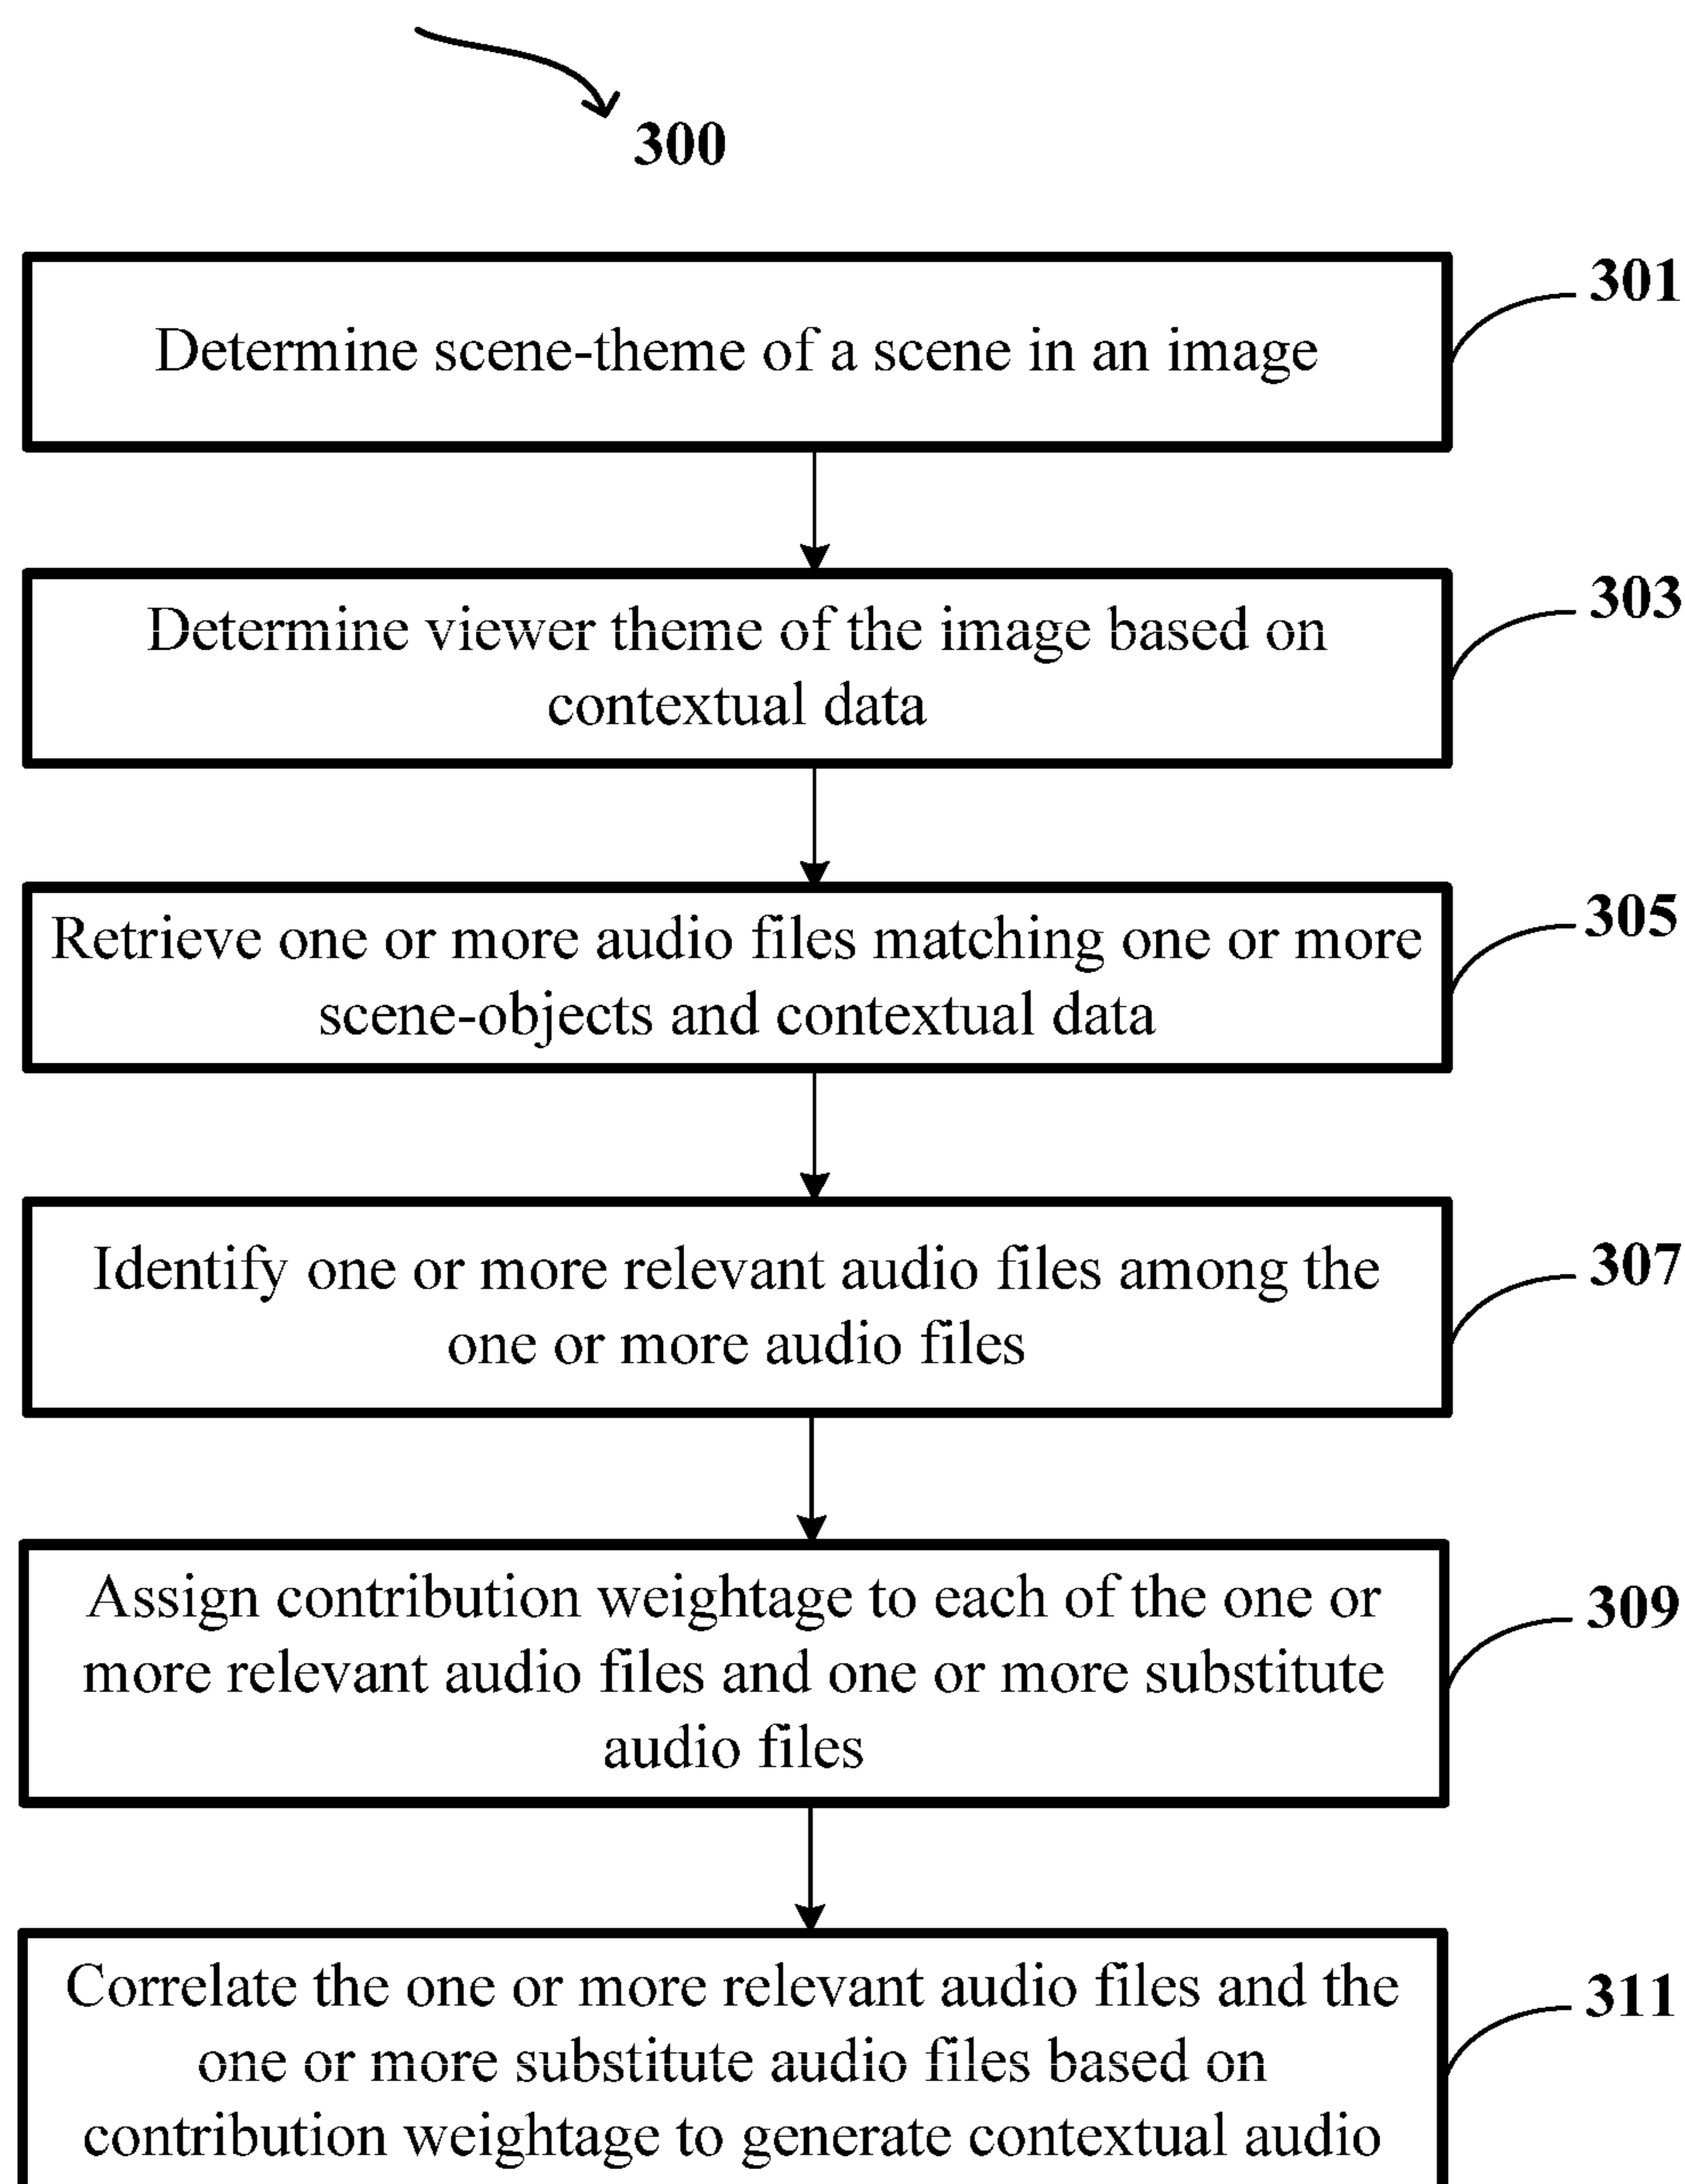 300
301
Determine scene-theme of a scene in an image
303
Determine viewer theme of the image based on
contextual data
305
Retrieve one or more audio files matching one or more
scene-objects and contextual data
307
Identify one or more relevant audio files among the
one or more audio files
309
Assign contribution weightage to each of the one or
more relevant audio files and one or more substitute
audio files
311
Correlate the one or more relevant audio files and the
one or more substitute audio files based on
contribution weightage to generate contextual audio